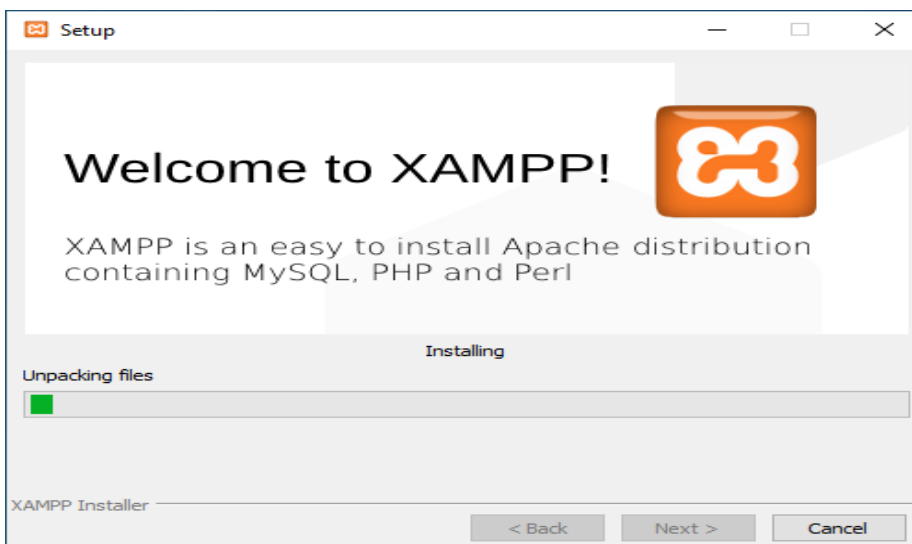 Setup
Welcome to XAMPP!
XAMPP is an easy to install Apache distribution
containing MySQL, PHP and Perl
Installing
Unpacking files
XAMPP Installer
< Back
Next >
Cancel